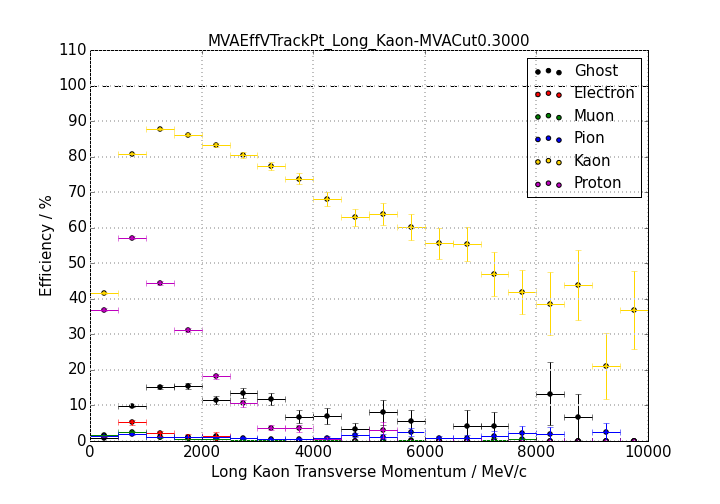 MVAEffVTrackPt_Long_Kaon-MVACut0.3000
110
100
90
80
70
60
50
40
30
20
10
0
Efficiency / %
Ghost
Electron
Muon
Pion
Kaon
Proton
0 2000 4000 6000 8000 10000
Long Kaon Transverse Momentum / MeV/c